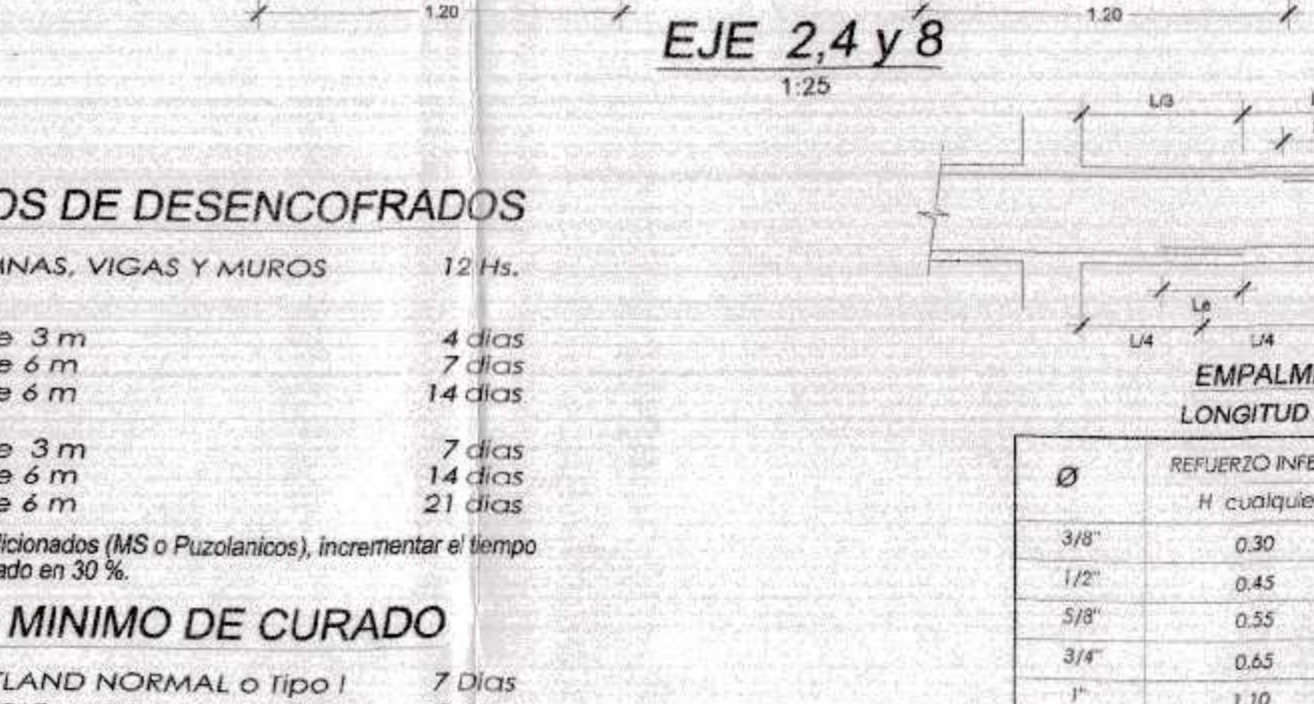 1.20
1.20
EJE 2,4 y 8
1:25
L/3
OS DE DESENCOFRADOS
NAS, VIGAS Y MUROS 12 Hs.
e 3 m 4 dias
e 6 m 7 dias
e 6 m 14 dias
e 3 m 7 dias
e 6 m 14 dias
e 6 m 21 dias
icionados (MS o Puzolanicos), incrementar el tiempo
ado en 30 %.
MINIMO DE CURADO
TLAND NORMAL o Tipo I 7 Dias
Le
L/4 L/4
EMPALM
LONGITUD
Ø REFUERZO INFE
H cualquie
3/8" 0.30
1/2" 0.45
5/8" 0.55
3/4" 0.65
1" 1.10